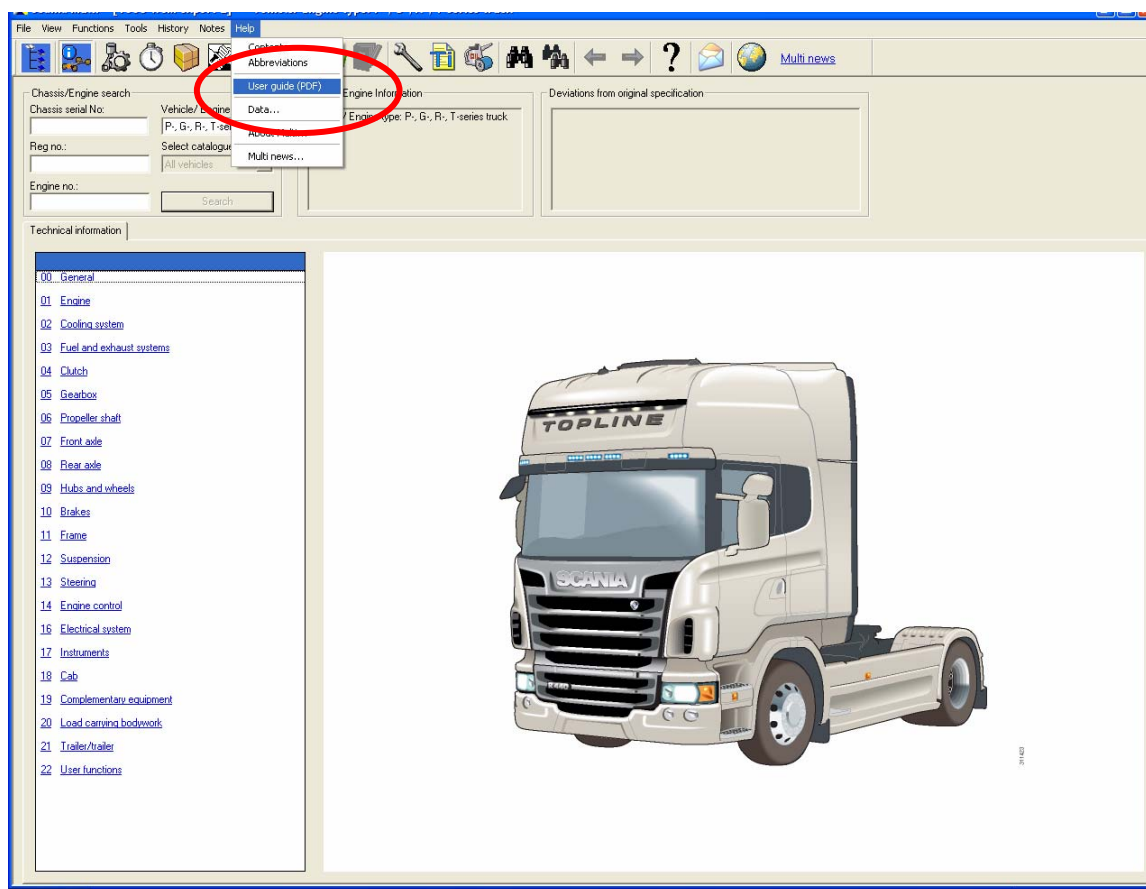 File View Functions Tools History Notes Help
Multi news
Abbreviations
User guide (PDF)
Data...
Multi news...
Chassis/Engine search
Chassis serial No:
Vehicle/ Engine
P-, G-, R-, T-se
Reg no.:
Select catalogue
All vehicles
Engine no.:
Search
Engine Information
Engine type: P-, G-, R-, T-series truck
Deviations from original specification
Technical information
00 General
01 Engine
02 Cooling system
03 Fuel and exhaust systems
04 Clutch
05 Gearbox
06 Propeller shaft
07 Front axle
08 Rear axle
09 Hubs and wheels
10 Brakes
11 Frame
12 Suspension
13 Steering
14 Engine control
16 Electrical system
17 Instruments
18 Cab
19 Complementary equipment
20 Load carrying bodywork
21 Trailer/trailer
22 User functions
TOPLINE
SCANIA